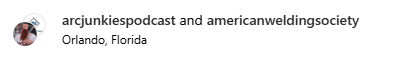 arcjunkiespodcast and americanweldingsociety
Orlando, Florida